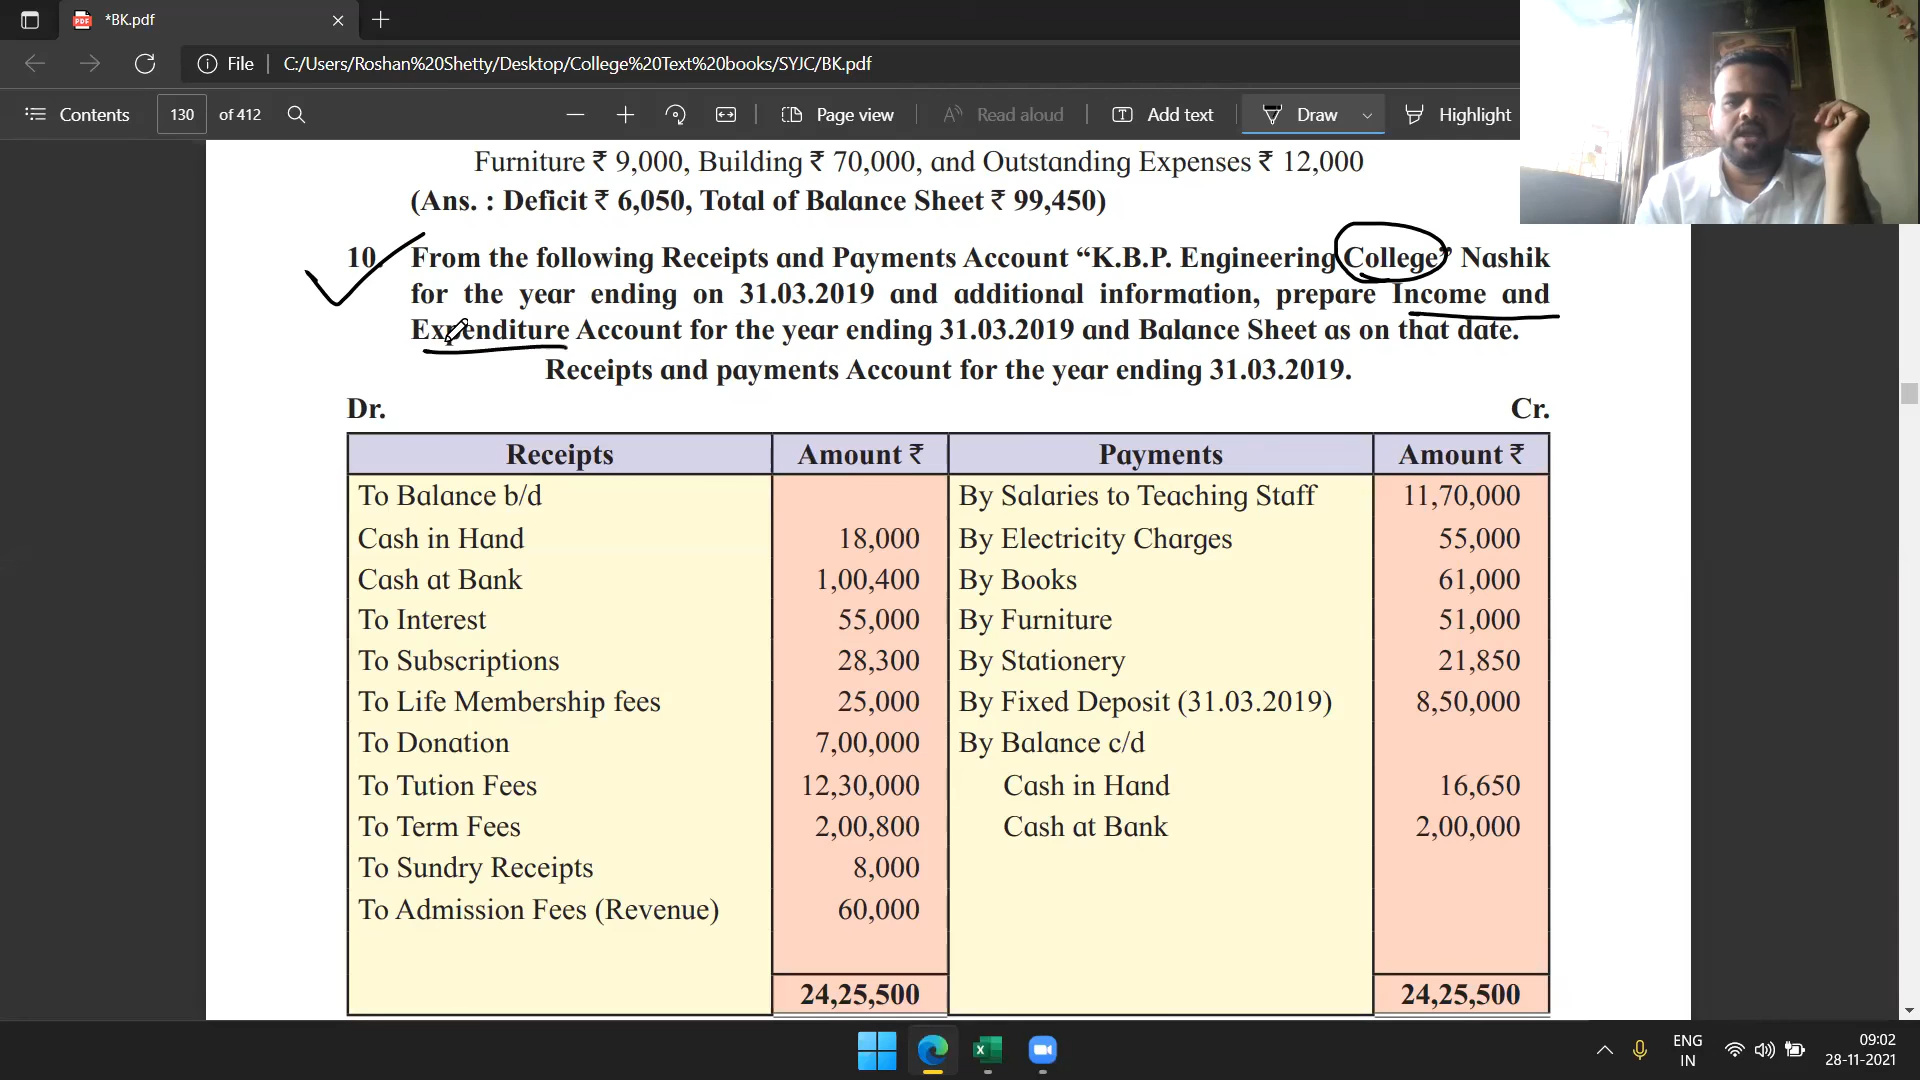 *BK.pdf
File
C:/Users/Roshan%20Shetty/Desktop/College%20Text%20books/SYJC/BK.pdf
Contents
130
of 412
Page view
Read aloud
Add text
Draw
Highlight
Furniture ₹ 9,000, Building ₹ 70,000, and Outstanding Expenses ₹ 12,000
(Ans. : Deficit ₹ 6,050, Total of Balance Sheet ₹ 99,450)
10. From the following Receipts and Payments Account “K.B.P. Engineering College” Nashik
for the year ending on 31.03.2019 and additional information, prepare Income and
Expenditure Account for the year ending 31.03.2019 and Balance Sheet as on that date.
Receipts and payments Account for the year ending 31.03.2019.
Dr. Cr.
Receipts Amount ₹ Payments Amount ₹
To Balance b/d By Salaries to Teaching Staff 11,70,000
Cash in Hand 18,000 By Electricity Charges 55,000
Cash at Bank 1,00,400 By Books 61,000
To Interest 55,000 By Furniture 51,000
To Subscriptions 28,300 By Stationery 21,850
To Life Membership fees 25,000 By Fixed Deposit (31.03.2019) 8,50,000
To Donation 7,00,000 By Balance c/d
To Tution Fees 12,30,000 Cash in Hand 16,650
To Term Fees 2,00,800 Cash at Bank 2,00,000
To Sundry Receipts 8,000
To Admission Fees (Revenue) 60,000
24,25,500 24,25,500
ENG
IN
09:02
28-11-2021